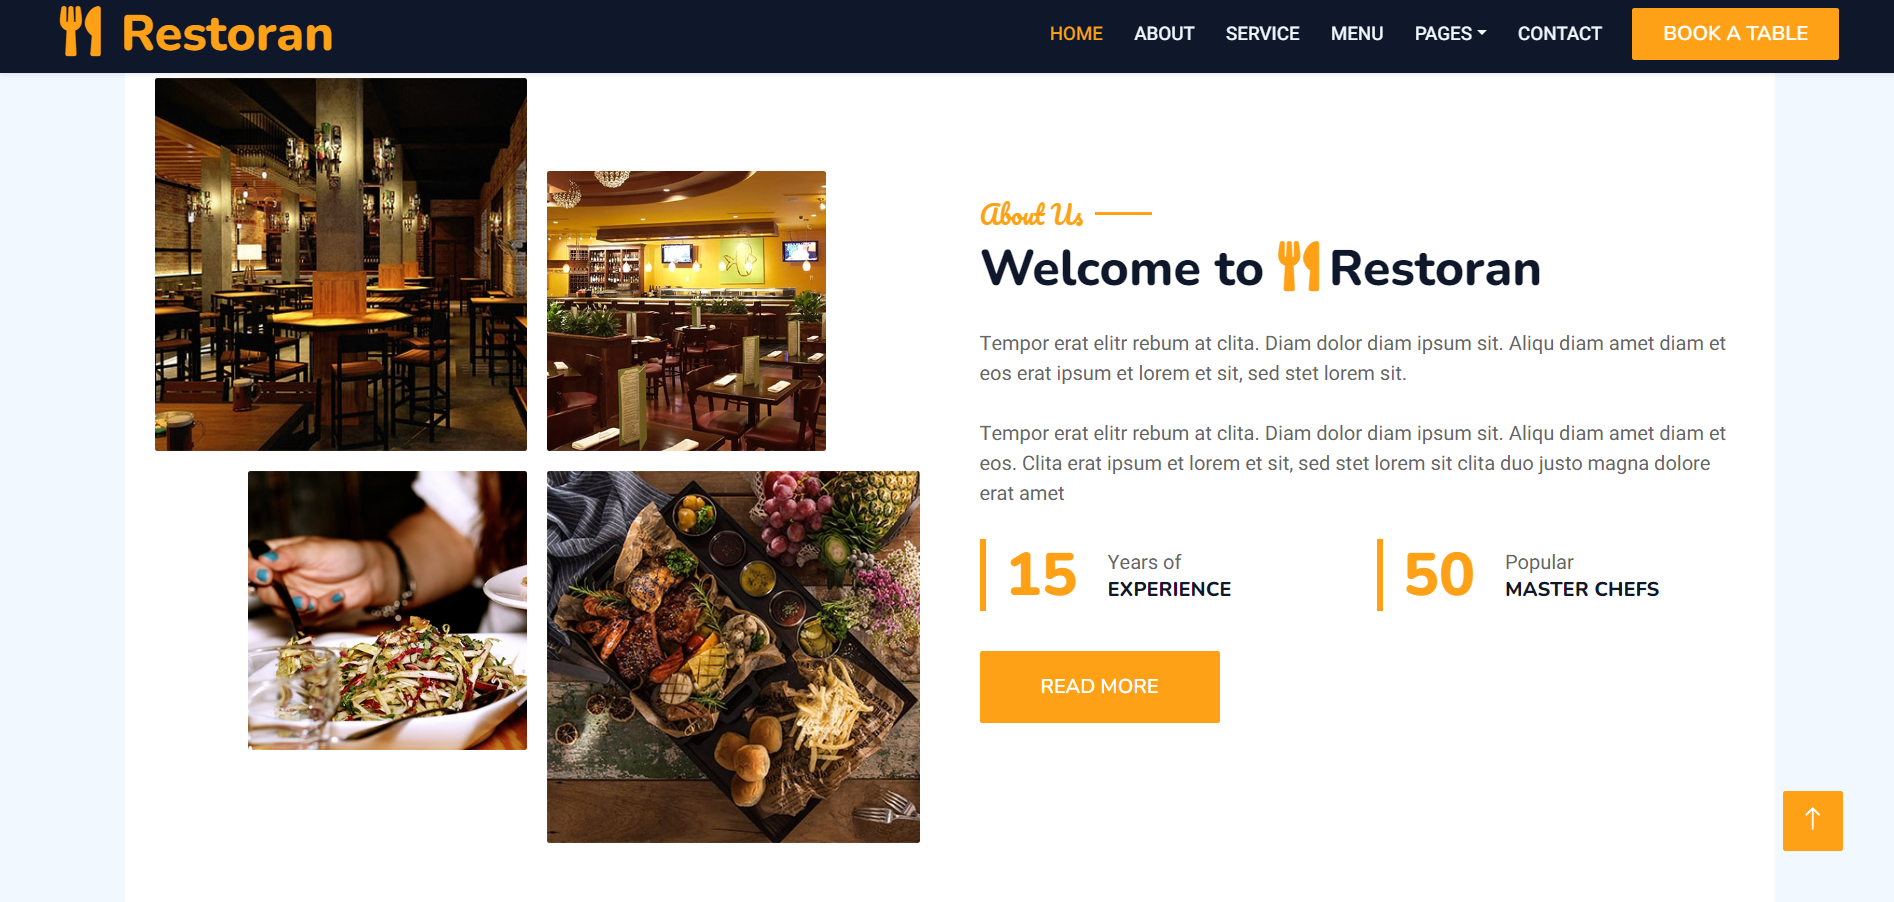 Restoran
HOME ABOUT SERVICE MENU PAGES CONTACT BOOK A TABLE
About Us
Welcome to Restoran
Tempor erat elitr rebum at clita. Diam dolor diam ipsum sit. Aliqu diam amet diam et
eos erat ipsum et lorem et sit, sed stet lorem sit.
Tempor erat elitr rebum at clita. Diam dolor diam ipsum sit. Aliqu diam amet diam et
eos. Clita erat ipsum et lorem et sit, sed stet lorem sit clita duo justo magna dolore
erat amet
15 Years of
EXPERIENCE
50 Popular
MASTER CHEFS
READ MORE